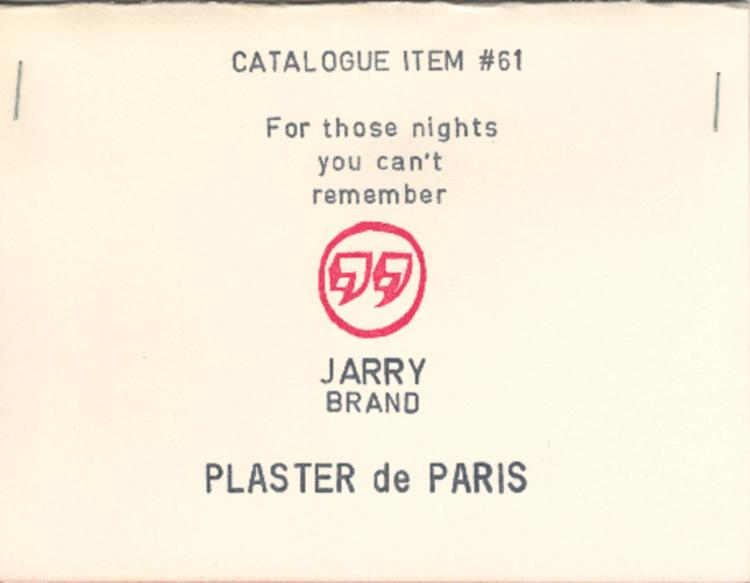 CATALOGUE ITEM #61
For those nights
you can't
remember
JARRY
BRAND
PLASTER de PARIS